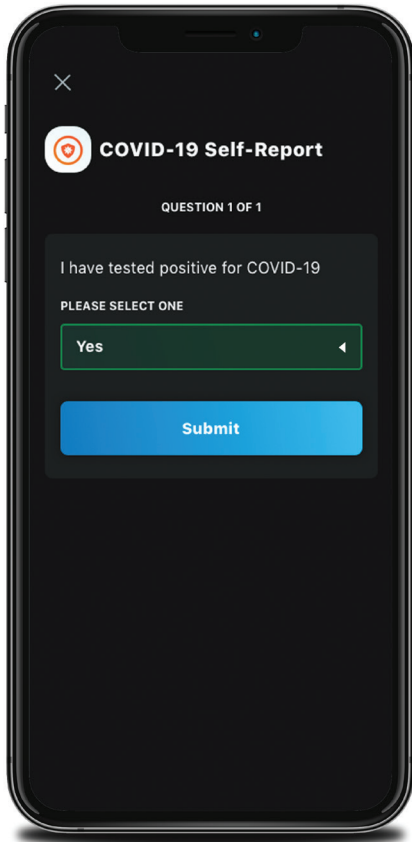 COVID-19 Self-Report
QUESTION 1 OF 1
I have tested positive for COVID-19
PLEASE SELECT ONE
Yes
Submit